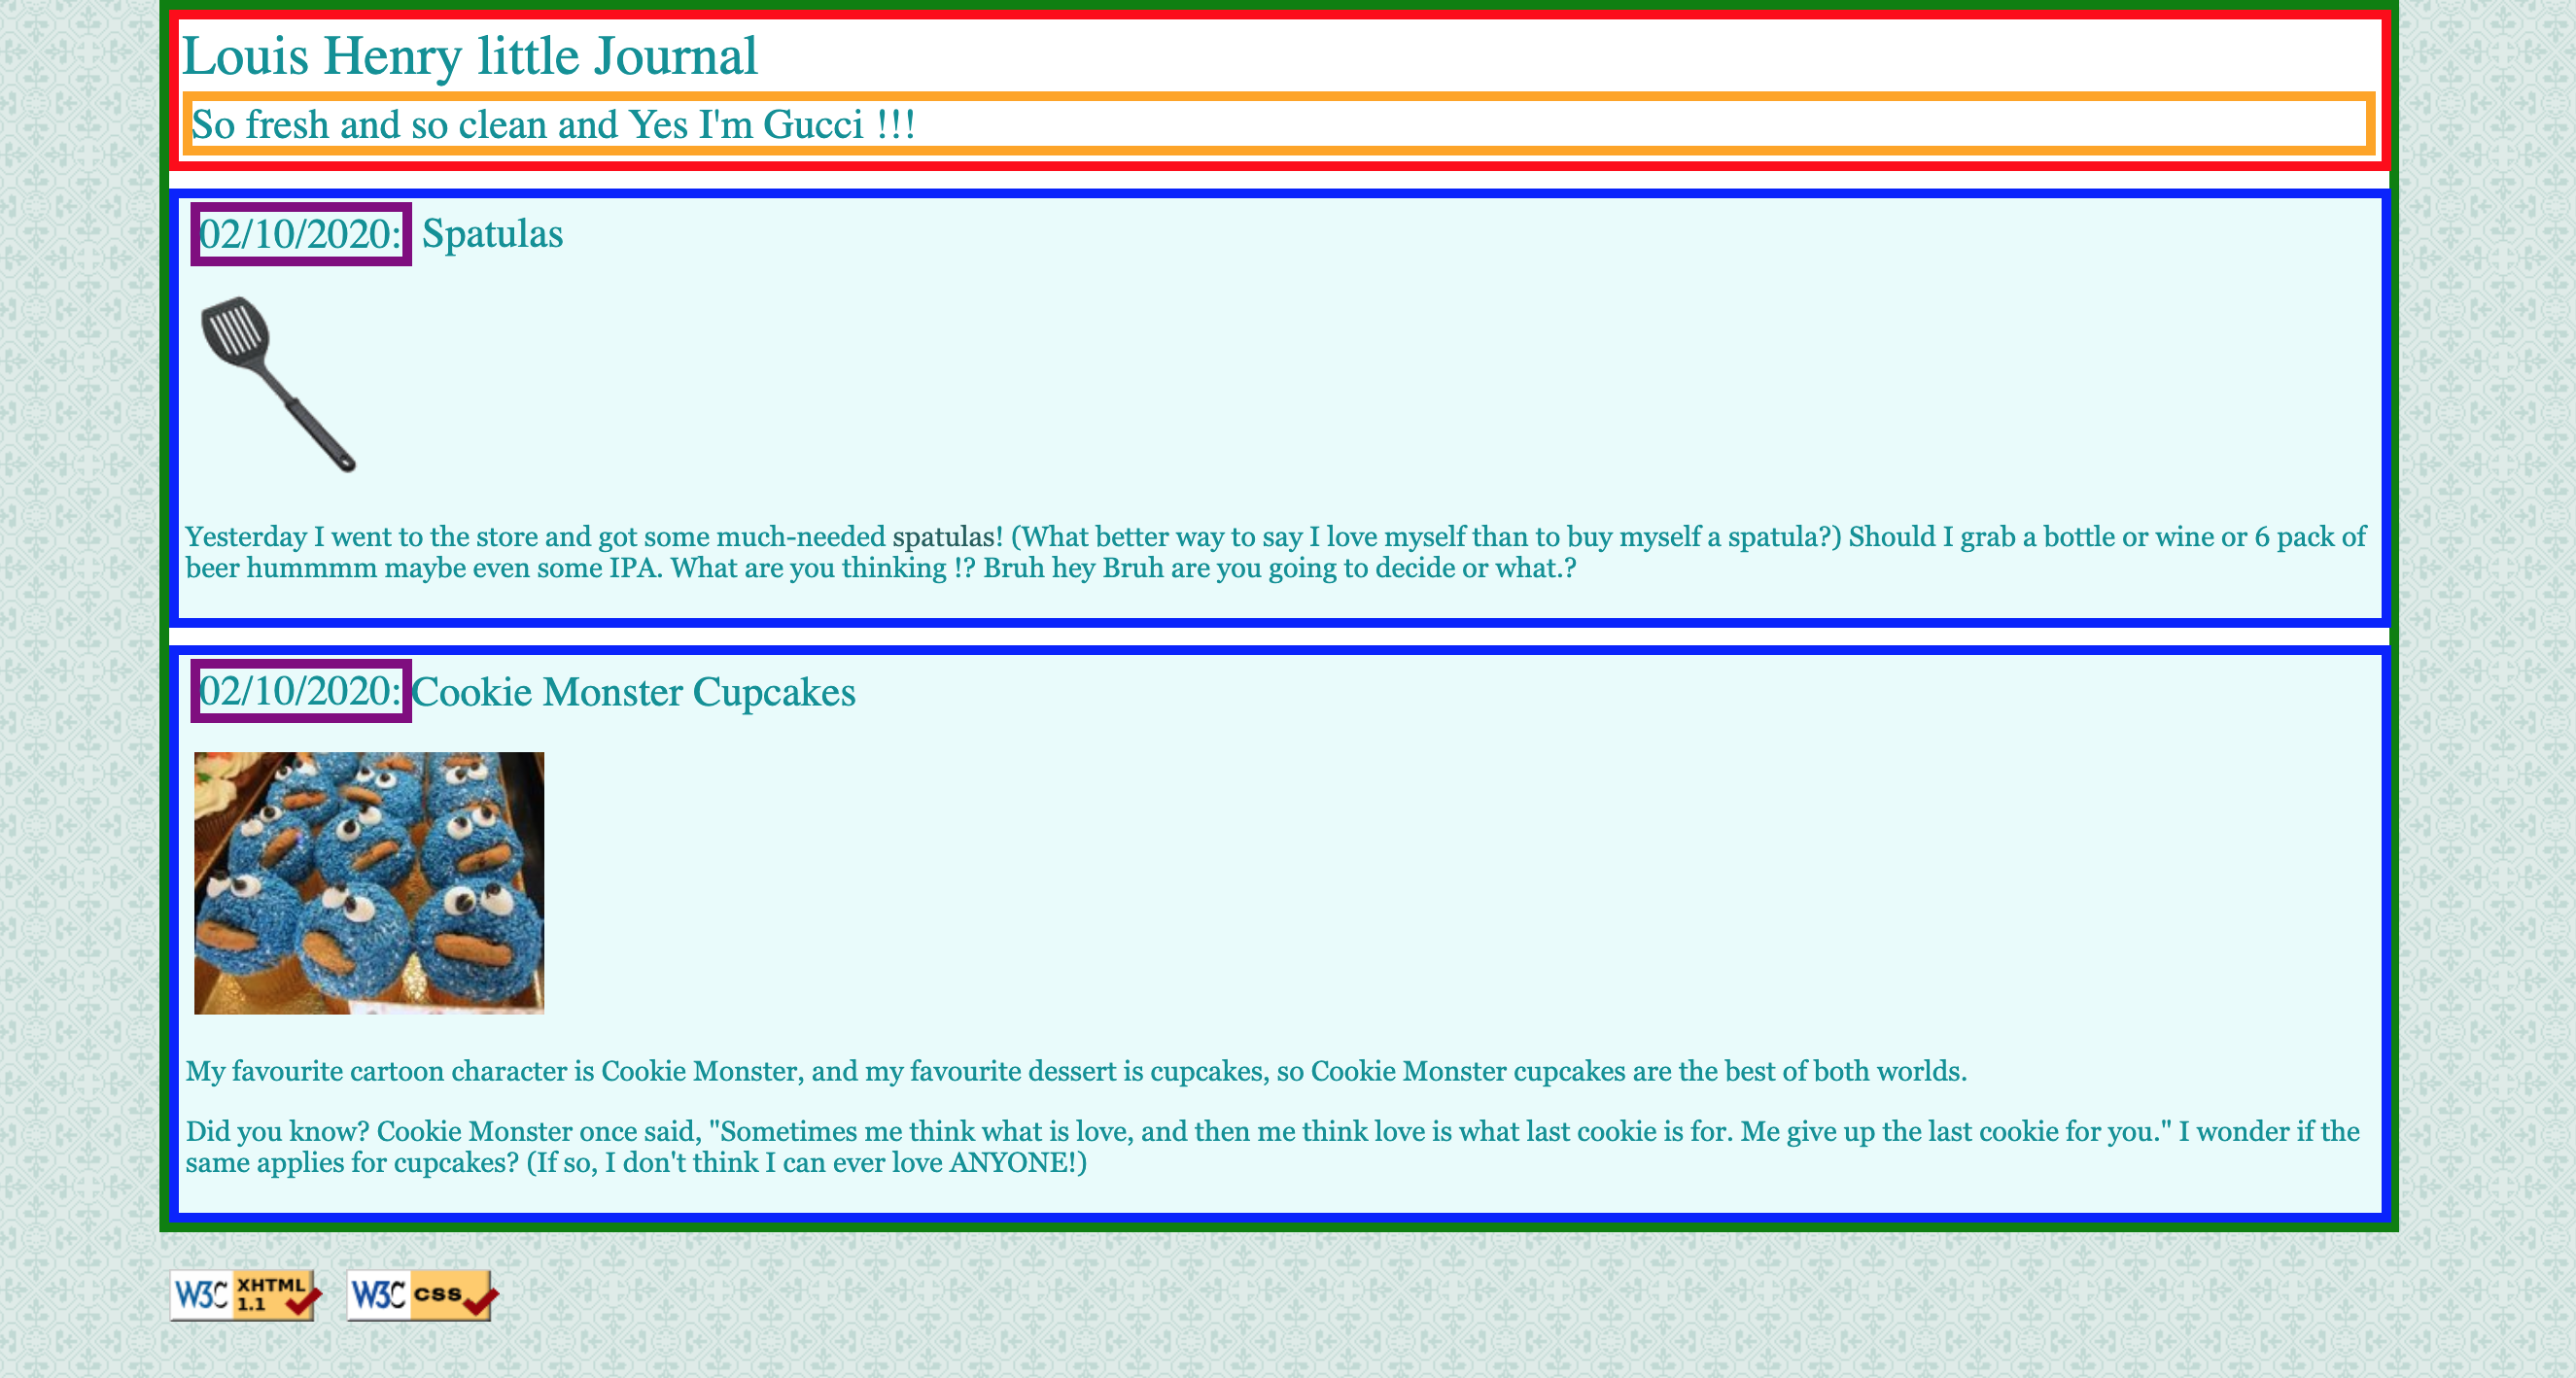 Louis Henry little Journal
So fresh and so clean and Yes I'm Gucci !!!
02/10/2020: Spatulas
Yesterday I went to the store and got some much-needed spatulas! (What better way to say I love myself than to buy myself a spatula?) Should I grab a bottle or wine or 6 pack of
beer hummmm maybe even some IPA. What are you thinking !? Bruh hey Bruh are you going to decide or what.?
02/10/2020: Cookie Monster Cupcakes
My favourite cartoon character is Cookie Monster, and my favourite dessert is cupcakes, so Cookie Monster cupcakes are the best of both worlds.
Did you know? Cookie Monster once said, "Sometimes me think what is love, and then me think love is what last cookie is for. Me give up the last cookie for you." I wonder if the
same applies for cupcakes? (If so, I don't think I can ever love ANYONE!)
W3C XHTML 1.1 W3C css